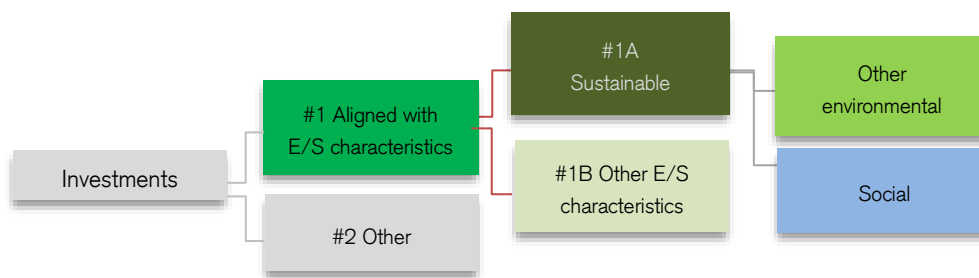 Investments
#1 Aligned with
E/S characteristics
#2 Other
#1A
Sustainable
#1B Other E/S
characteristics
Other
environmental
Social